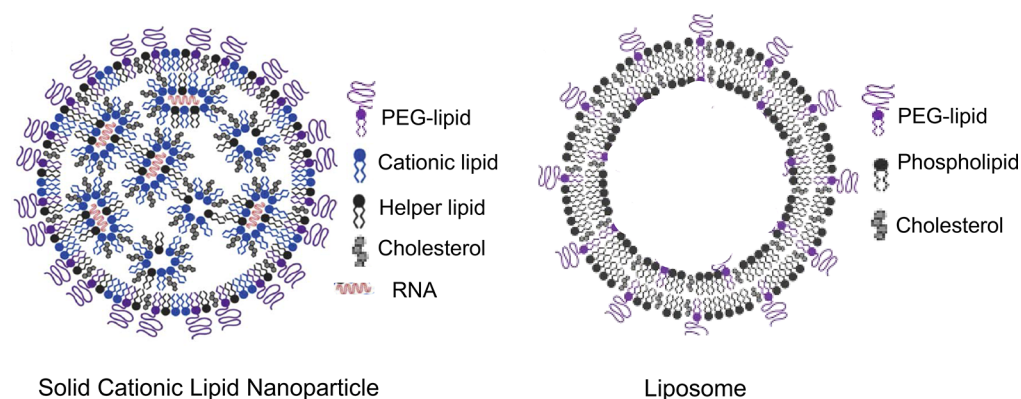 PEG-lipid
Cationic lipid
Helper lipid
Cholesterol
RNA
Solid Cationic Lipid Nanoparticle
PEG-lipid
Phospholipid
Cholesterol
Liposome